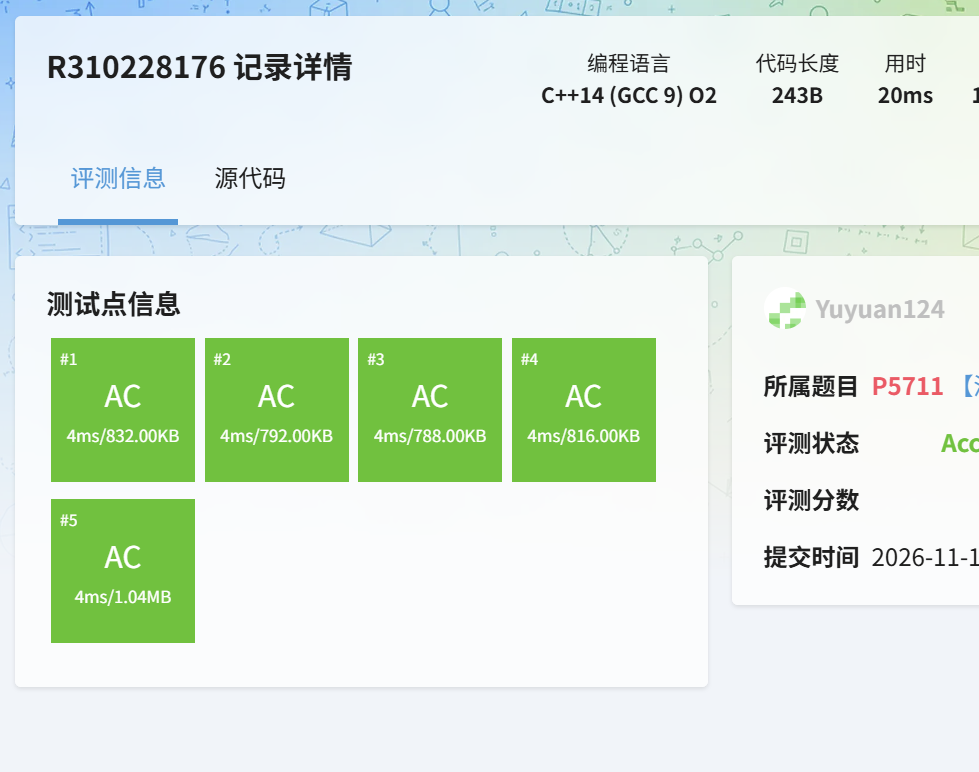 R310228176 记录详情
编程语言 代码长度 用时
C++14 (GCC 9) O2 243B 20ms
评测信息 源代码
测试点信息
#1 #2 #3 #4
AC AC AC AC
4ms/832.00KB 4ms/792.00KB 4ms/788.00KB 4ms/816.00KB
#5
AC
4ms/1.04MB
Yuyuan124
所属题目 P5711 【
评测状态 Acc
评测分数
提交时间 2026-11-1